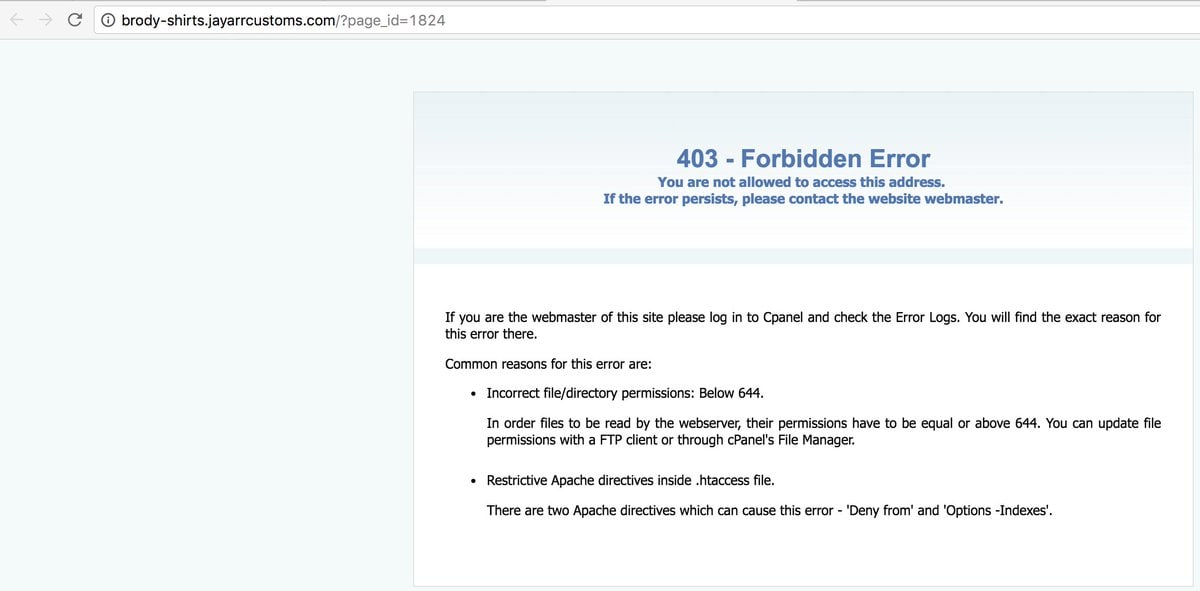 brody-shirts.jayarrcustoms.com/?page_id=1824
403 - Forbidden Error
You are not allowed to access this address.
If the error persists, please contact the website webmaster.
If you are the webmaster of this site please log in to Cpanel and check the Error Logs. You will find the exact reason for
this error there.
Common reasons for this error are:
• Incorrect file/directory permissions: Below 644.
In order files to be read by the webserver, their permissions have to be equal or above 644. You can update file
permissions with a FTP client or through cPanel's File Manager.
• Restrictive Apache directives inside .htaccess file.
There are two Apache directives which can cause this error - 'Deny from' and 'Options -Indexes'.